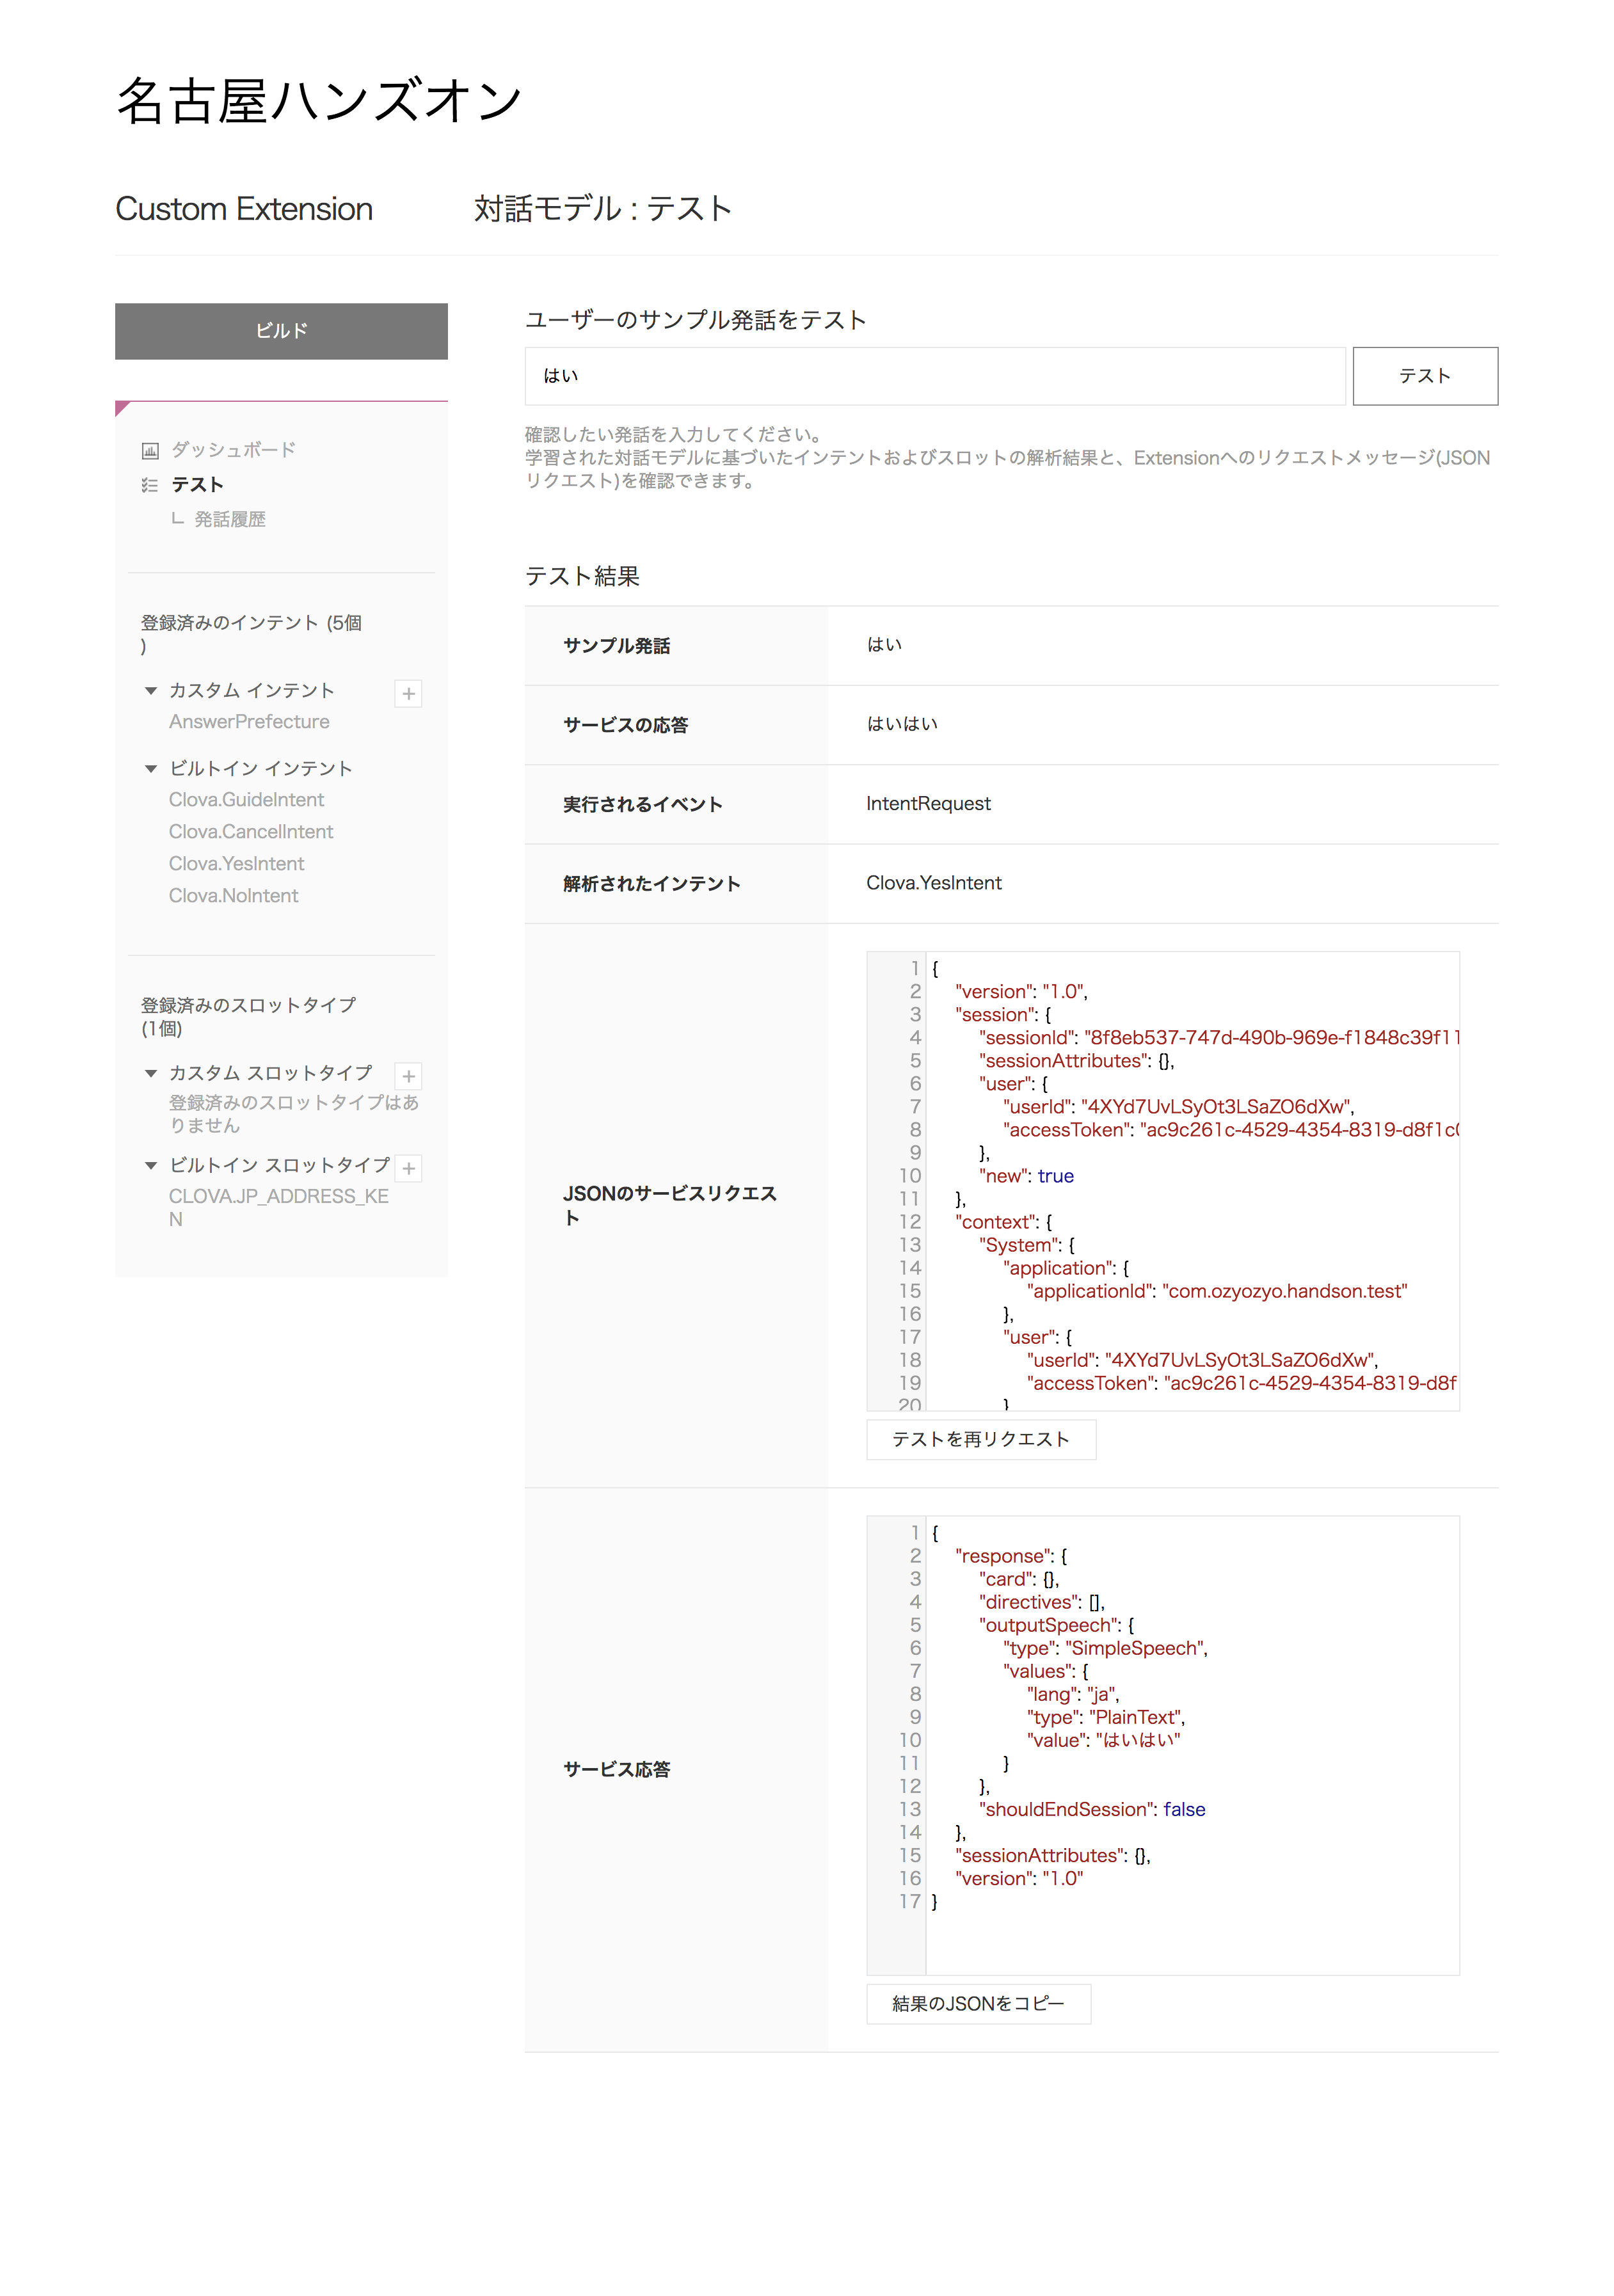 名古屋ハンズオン
Custom Extension
対話モデル : テスト
ビルド
ダッシュボード
テスト
発話履歴
登録済みのインテント (5個
)
カスタム インテント
AnswerPrefecture
ビルトイン インテント
Clova.GuideIntent
Clova.CancelIntent
Clova.YesIntent
Clova.NoIntent
登録済みのスロットタイプ
(1個)
カスタム スロットタイプ
登録済みのスロットタイプはあ
りません
ビルトイン スロットタイプ
CLOVA.JP_ADDRESS_KE
N
ユーザーのサンプル発話をテスト
はい
テスト
確認したい発話を入力してください。
学習された対話モデルに基づいたインテントおよびスロットの解析結果と、Extensionへのリクエストメッセージ(JSON
リクエスト)を確認できます。
テスト結果
サンプル発話
はい
サービスの応答
はいはい
実行されるイベント
IntentRequest
解析されたインテント
Clova.YesIntent
JSONのサービスリクエス
ト
1 {
2 "version": "1.0",
3 "session": {
4 "sessionId": "8f8eb537-747d-490b-969e-f1848c39f11
5 "sessionAttributes": {},
6 "user": {
7 "userId": "4XYd7UvLSyOt3LSaZO6dXw",
8 "accessToken": "ac9c261c-4529-4354-8319-d8f1c
9 },
10 "new": true
11 },
12 "context": {
13 "System": {
14 "application": {
15 "applicationId": "com.ozyozyo.handson.test"
16 },
17 "user": {
18 "userId": "4XYd7UvLSyOt3LSaZO6dXw",
19 "accessToken": "ac9c261c-4529-4354-8319-d8f
20 }
テストを再リクエスト
サービス応答
1 {
2 "response": {
3 "card": {},
4 "directives": [],
5 "outputSpeech": {
6 "type": "SimpleSpeech",
7 "values": {
8 "lang": "ja",
9 "type": "PlainText",
10 "value": "はいはい"
11 }
12 },
13 "shouldEndSession": false
14 },
15 "sessionAttributes": {},
16 "version": "1.0"
17 }
結果のJSONをコピー